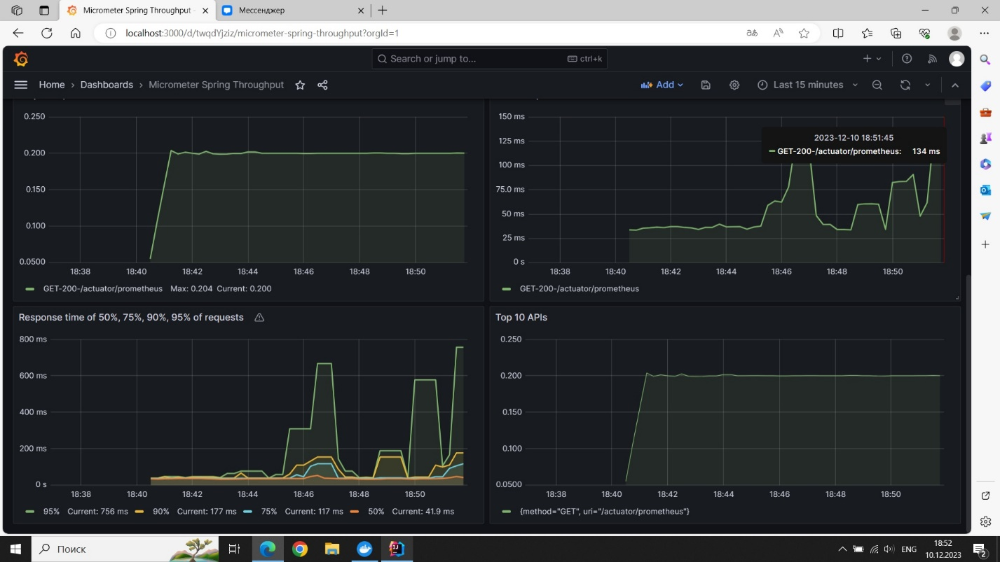 Micrometer Spring Throughput -
Мессенджер
localhost:3000/d/twqdYjziz/micrometer-spring-throughput?orgId=1
Search or jump to...
ctrl+k
Home › Dashboards › Micrometer Spring Throughput
Add
Last 15 minutes
0.250
0.200
0.150
0.100
0.0500
18:38 18:40 18:42 18:44 18:46 18:48 18:50
GET-200-/actuator/prometheus Max: 0.204 Current: 0.200
150 ms
125 ms
100 ms
75.0 ms
50 ms
25 ms
0 s
2023-12-10 18:51:45
GET-200-/actuator/prometheus: 134 ms
18:38 18:40 18:42 18:44 18:46 18:48 18:50
GET-200-/actuator/prometheus
Response time of 50%, 75%, 90%, 95% of requests
800 ms
600 ms
400 ms
200 ms
0 s
18:38 18:40 18:42 18:44 18:46 18:48 18:50
95% Current: 756 ms 90% Current: 177 ms 75% Current: 117 ms 50% Current: 41.9 ms
Top 10 APIs
0.250
0.200
0.150
0.100
0.0500
18:38 18:40 18:42 18:44 18:46 18:48 18:50
{method="GET", uri="/actuator/prometheus"}
Поиск
ENG
18:52
10.12.2023
2